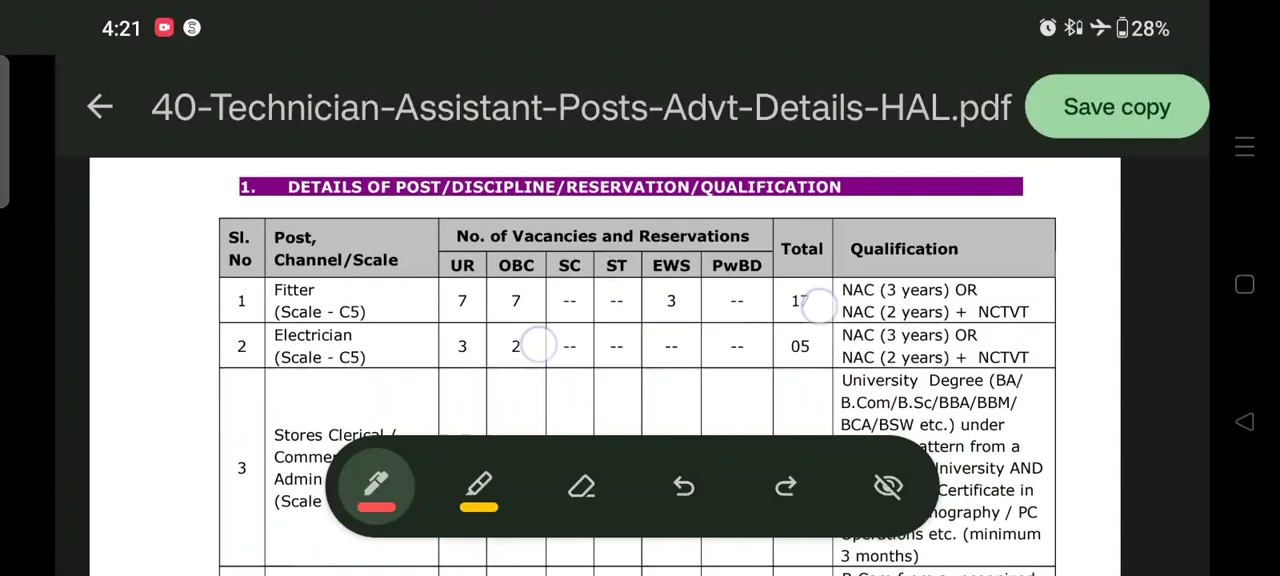 4:21
28%
40-Technician-Assistant-Posts-Advt-Details-HAL.pdf
Save copy
1. DETAILS OF POST/DISCIPLINE/RESERVATION/QUALIFICATION
Sl. No Post, Channel/Scale No. of Vacancies and Reservations Total Qualification
UR OBC SC ST EWS PwBD
1 Fitter 7 7 -- -- 3 -- 17 NAC (3 years) OR
(Scale - C5) NAC (2 years) + NCTVT
2 Electrician 3 2 -- -- -- -- 05 NAC (3 years) OR
(Scale - C5) NAC (2 years) + NCTVT
3
Stores Clerical /
Admin
(Scale
University Degree (BA/
B.Com/B.Sc/BBA/BBM/
BCA/BSW etc.) under
from a
AND
Certificate in
/ PC
Operations etc. (minimum
3 months)